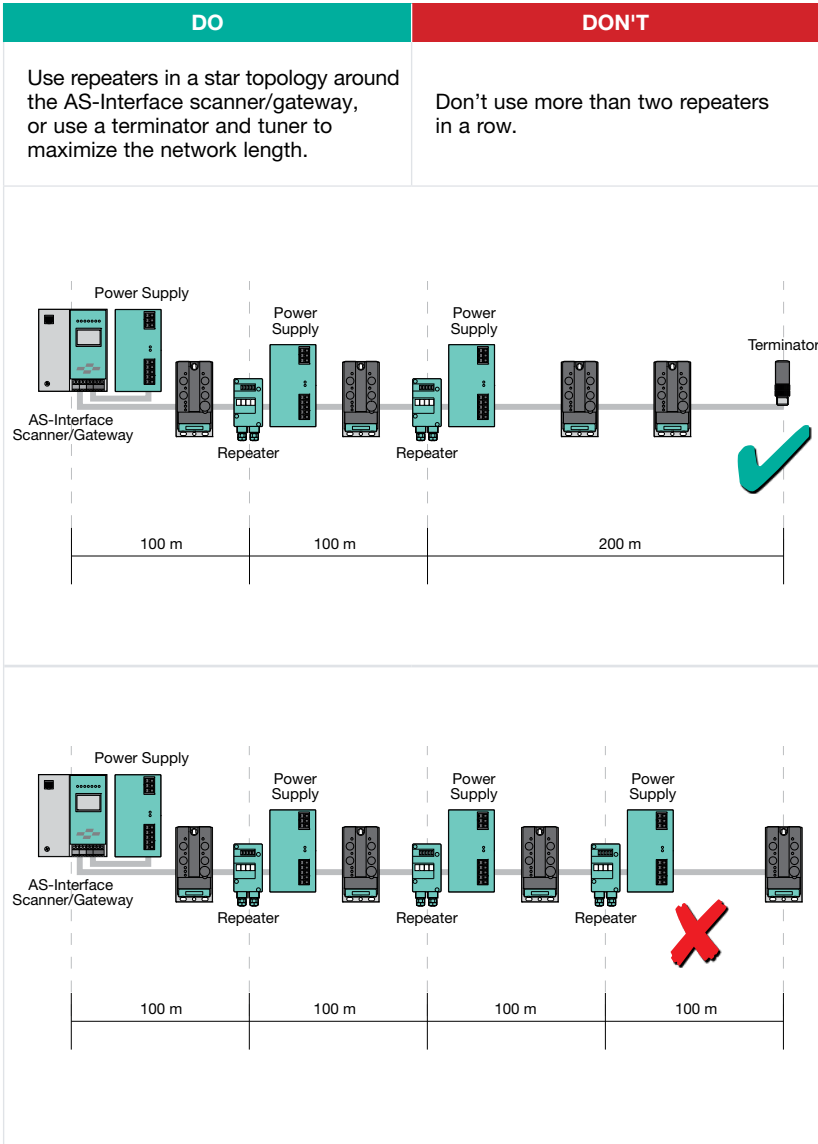 DO
DON'T
Use repeaters in a star topology around
the AS-Interface scanner/gateway,
or use a terminator and tuner to
maximize the network length.
Don’t use more than two repeaters
in a row.
Power Supply
Power
Supply
Power
Supply
Terminator
AS-Interface
Scanner/Gateway
Repeater
Repeater
100 m
100 m
200 m
Power Supply
Power
Supply
Power
Supply
Power
Supply
AS-Interface
Scanner/Gateway
Repeater
Repeater
Repeater
100 m
100 m
100 m
100 m